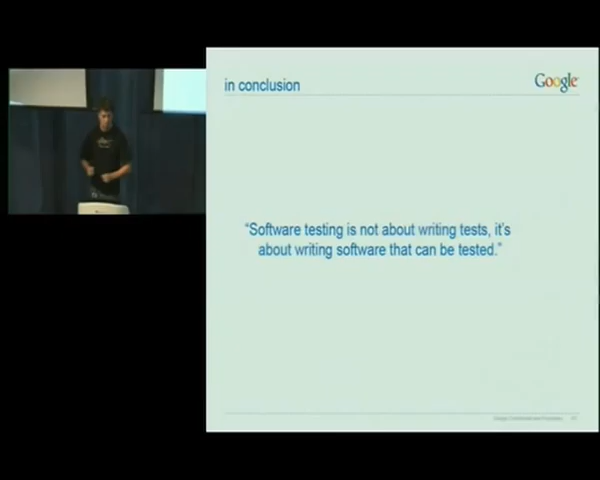 in conclusion
Google
“Software testing is not about writing tests, it's
about writing software that can be tested.”